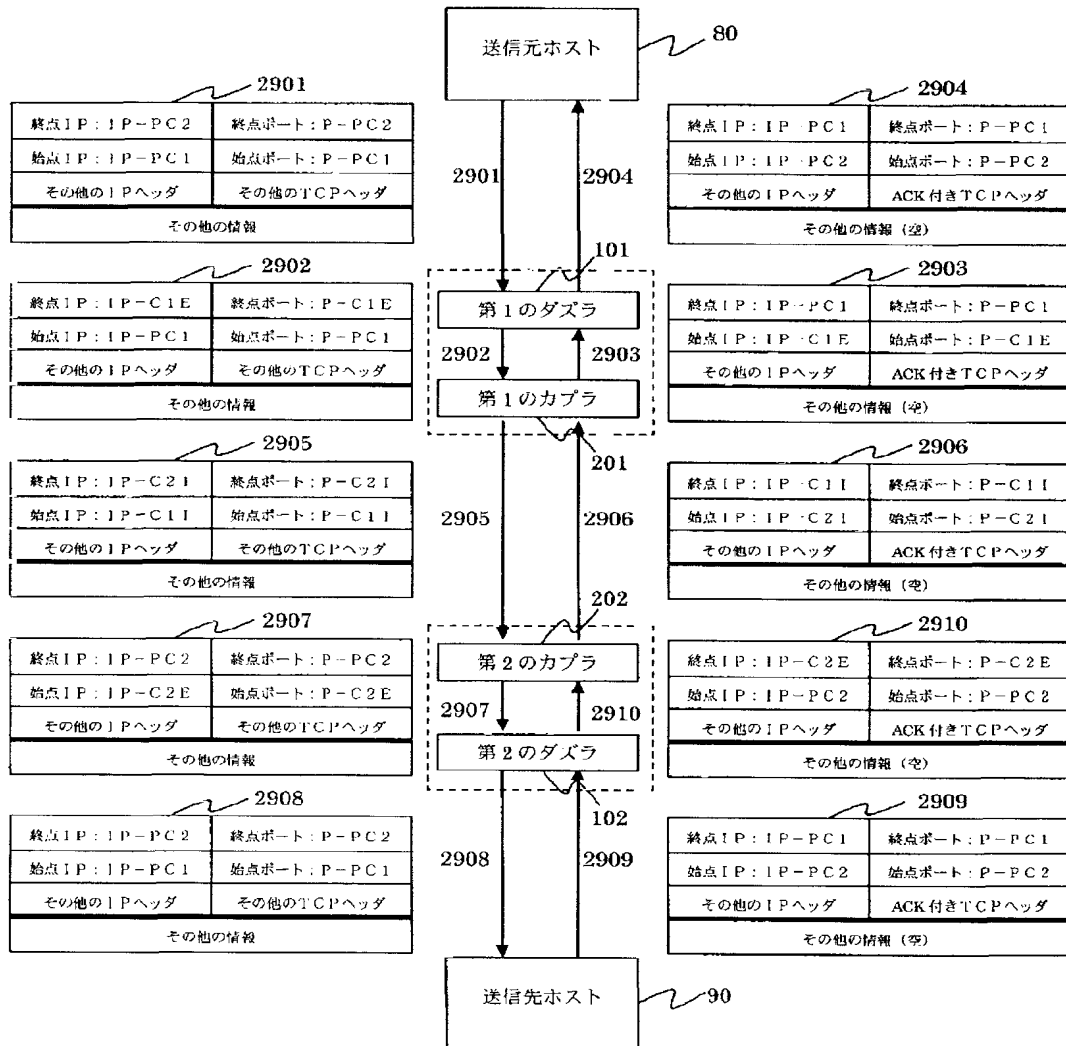 送信元ホスト
80
2901
終点IP:IP-PC2 終点ポート:P-PC2
始点IP:IP-PC1 始点ポート:P-PC1
その他のIPヘッダ その他のTCPヘッダ
その他の情報
2904
終点IP:IP-PC1 終点ポート:P-PC1
始点IP:IP-PC2 始点ポート:P-PC2
その他のIPヘッダ ACK付きTCPヘッダ
その他の情報(空)
2901 2904
2902
終点IP:IP-C1E 終点ポート:P-C1E
始点IP:IP-PC1 始点ポート:P-PC1
その他のIPヘッダ その他のTCPヘッダ
その他の情報
101
第1のダズラ
2902 2903
第1のカプラ
201
2903
終点IP:IP-PC1 終点ポート:P-PC1
始点IP:IP-C1E 始点ポート:P-C1E
その他のIPヘッダ ACK付きTCPヘッダ
その他の情報(空)
2905
終点IP:IP-C2I 終点ポート:P-C2I
始点IP:IP-C1I 始点ポート:P-C1I
その他のIPヘッダ その他のTCPヘッダ
その他の情報
2905 2906
2906
終点IP:IP-C1I 終点ポート:P-C1I
始点IP:IP-C2I 始点ポート:P-C2I
その他のIPヘッダ ACK付きTCPヘッダ
その他の情報(空)
2907
終点IP:IP-PC2 終点ポート:P-PC2
始点IP:IP-C2E 始点ポート:P-C2E
その他のIPヘッダ その他のTCPヘッダ
その他の情報
202
第2のカプラ
2907 2910
第2のダズラ
102
2910
終点IP:IP-C2E 終点ポート:P-C2E
始点IP:IP-PC2 始点ポート:P-PC2
その他のIPヘッダ ACK付きTCPヘッダ
その他の情報(空)
2908
終点IP:IP-PC2 終点ポート:P-PC2
始点IP:IP-PC1 始点ポート:P-PC1
その他のIPヘッダ その他のTCPヘッダ
その他の情報
2908 2909
2909
終点IP:IP-PC1 終点ポート:P-PC1
始点IP:IP-PC2 始点ポート:P-PC2
その他のIPヘッダ ACK付きTCPヘッダ
その他の情報(空)
送信先ホスト
90